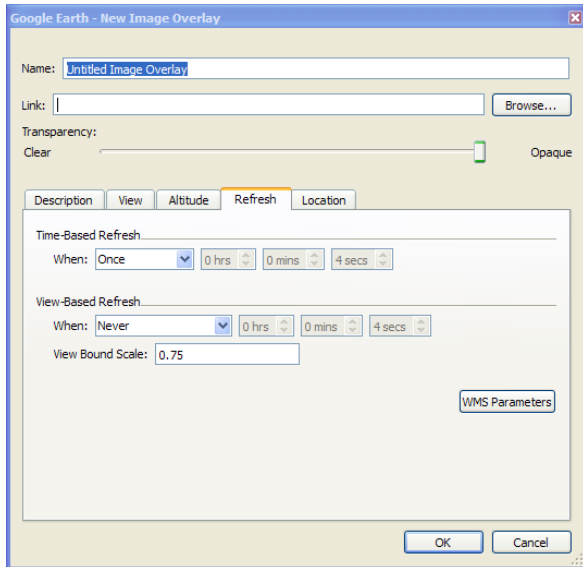 Google Earth - New Image Overlay
Name: Untitled Image Overlay
Link: Browse...
Transparency:
Clear Opaque
Description View Altitude Refresh Location
Time-Based Refresh
When: Once 0 hrs 0 mins 4 secs
View-Based Refresh
When: Never 0 hrs 0 mins 4 secs
View Bound Scale: 0.75
WMS Parameters
OK Cancel